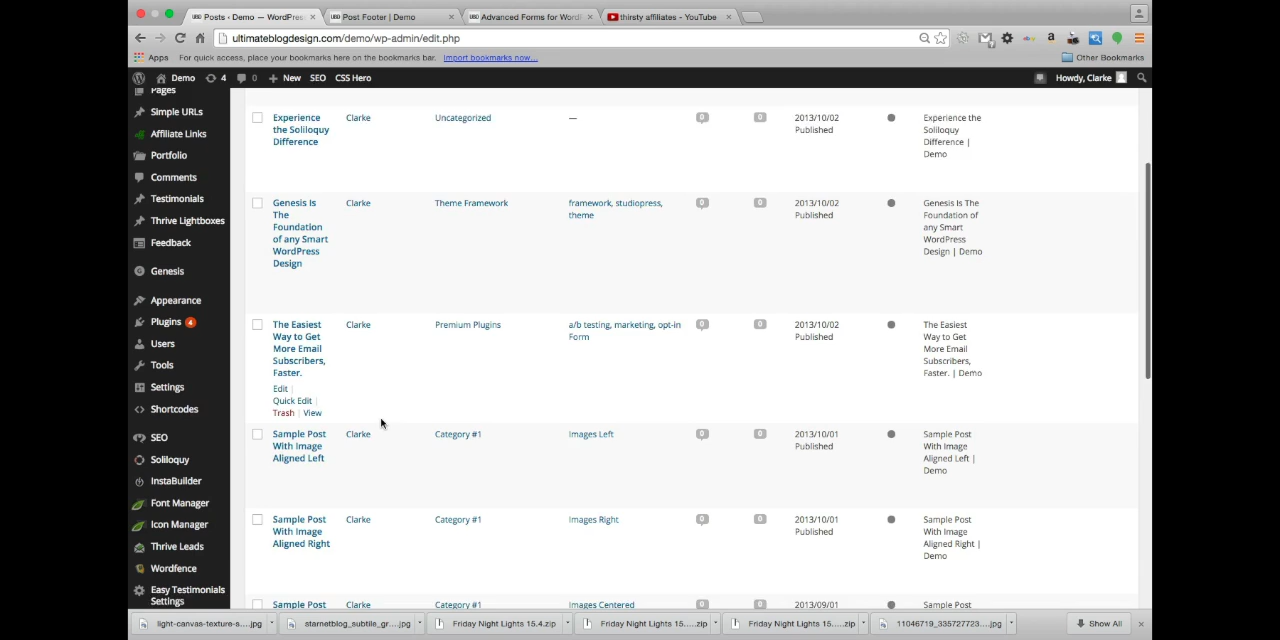 Posts ‹ Demo — WordPres
Post Footer | Demo
Advanced Forms for Word
thirsty affiliates - YouTube
ultimateblogdesign.com/demo/wp-admin/edit.php
Apps
For quick access, place your bookmarks here on the bookmarks bar.
Import bookmarks now...
Other Bookmarks
Demo
4
0
New
SEO
CSS Hero
Howdy, Clarke
Pages
Simple URLs
Affiliate Links
Portfolio
Comments
Testimonials
Thrive Lightboxes
Feedback
Genesis
Appearance
Plugins 4
Users
Tools
Settings
Shortcodes
SEO
Soliloquy
InstaBuilder
Font Manager
Icon Manager
Thrive Leads
Wordfence
Easy Testimonials
Settings
Experience
the Soliloquy
Difference
Clarke
Uncategorized
—
0
0
2013/10/02
Published
Experience the
Soliloquy
Difference |
Demo
Genesis Is
The
Foundation
of any Smart
WordPress
Design
Clarke
Theme Framework
framework, studiopress,
theme
0
0
2013/10/02
Published
Genesis Is The
Foundation of
any Smart
WordPress
Design | Demo
The Easiest
Way to Get
More Email
Subscribers,
Faster.
Edit |
Quick Edit |
Trash | View
Clarke
Premium Plugins
a/b testing, marketing, opt-in
Form
0
0
2013/10/02
Published
The Easiest
Way to Get
More Email
Subscribers,
Faster. | Demo
Sample Post
With Image
Aligned Left
Clarke
Category #1
Images Left
0
0
2013/10/01
Published
Sample Post
With Image
Aligned Left |
Demo
Sample Post
With Image
Aligned Right
Clarke
Category #1
Images Right
0
0
2013/10/01
Published
Sample Post
With Image
Aligned Right |
Demo
Sample Post
Clarke
Category #1
Images Centered
0
0
2013/09/01
Sample Post
light-canvas-texture-s....jpg
starnetblog_subtile_gr....jpg
Friday Night Lights 15.4.zip
Friday Night Lights 15.....zip
Friday Night Lights 15.....zip
11046719_335727723....jpg
Show All